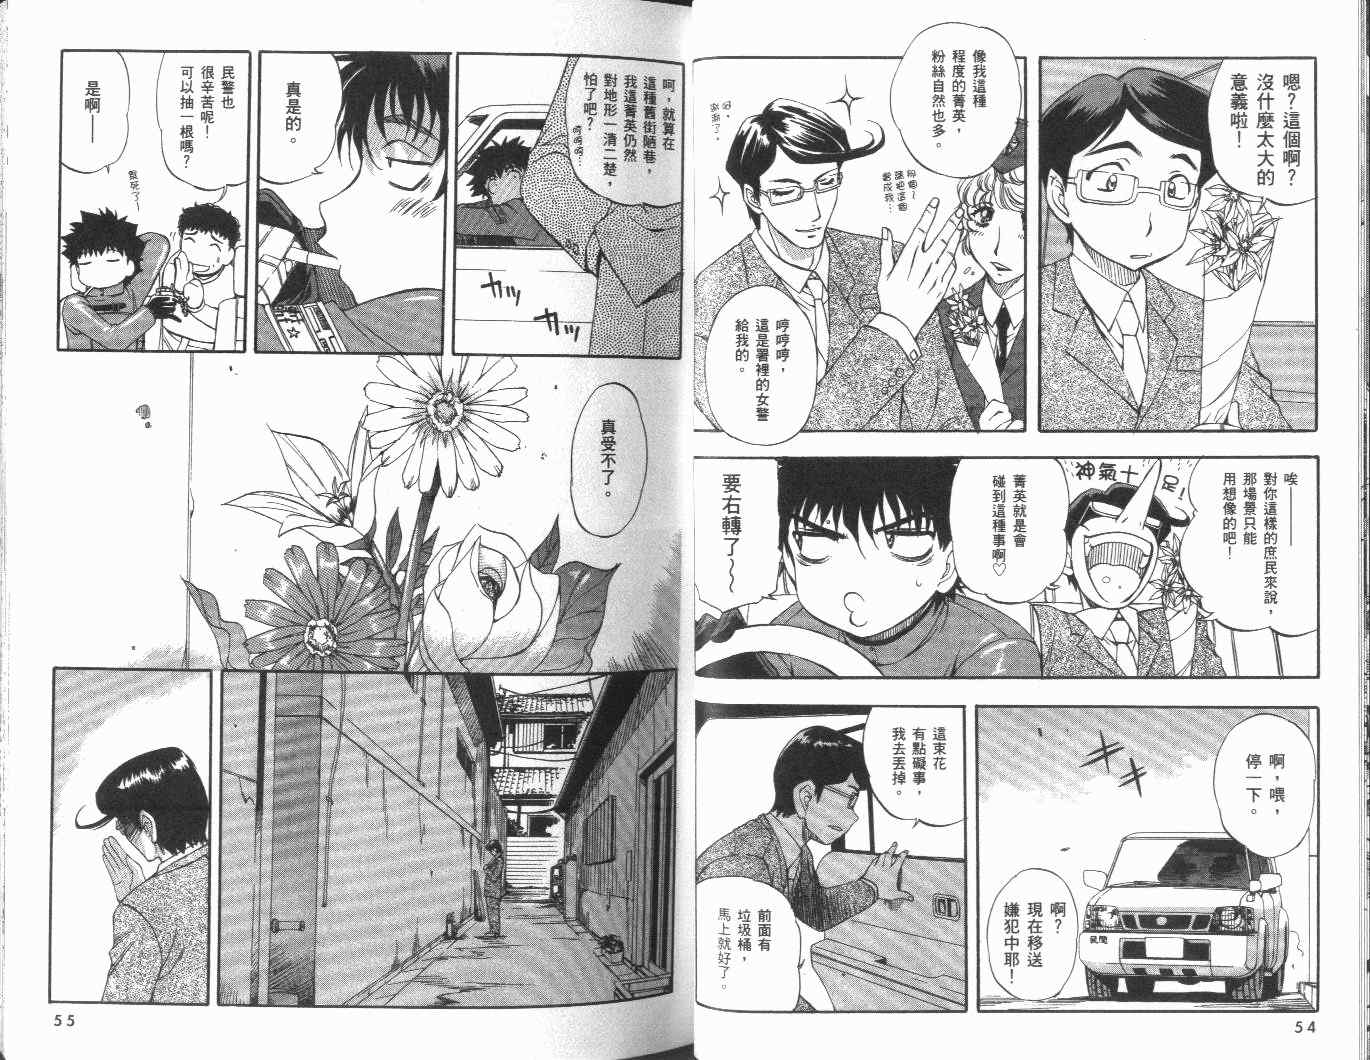 嗯？這個啊？
沒什麼太大的
意義啦！
像我這種
程度的菁英，
粉絲自然也多。
哼哼哼，
這是署裡的女警
給我的。
唉——
對你這樣的庶民來說，
那場景只能
用想像的吧！
神氣十足！
菁英就是會
碰到這種事啊♡
要右轉了～～
啊，喂，
停一下。
啊？
現在移送
嫌犯中耶！
這束花
有點礙事，
我去丟掉。
前面有
垃圾桶，
馬上就好了。
54
呵，就算在
這種舊街陋巷，
我這菁英仍然
對地形一清二楚，
怕了吧？
呵呵呵…
カッ
カッ
真是的。
民警也
很辛苦呢！
可以抽一根嗎？
是啊——
餓死了～
真受不了。
55